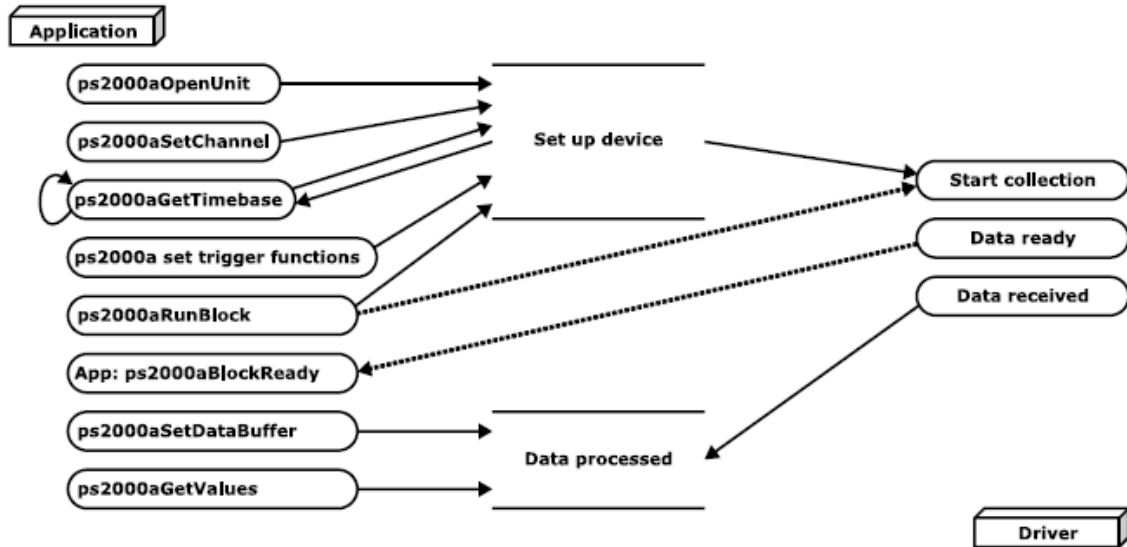 Application
ps2000aOpenUnit
ps2000aSetChannel
Set up device
ps2000aGetTimebase
Start collection
ps2000a set trigger functions
Data ready
ps2000aRunBlock
Data received
App: ps2000aBlockReady
ps2000aSetDataBuffer
Data processed
ps2000aGetValues
Driver